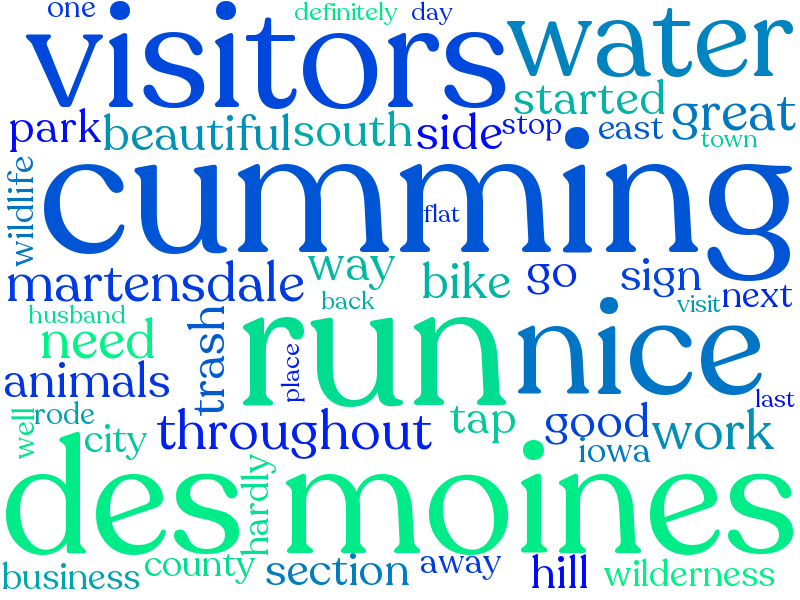 one
definitely
day
visitors
water
started
great
park
beautiful
south
side
stop
east
town
wildlife
cumming
flat
martensdale
way
bike
go
sign
next
back
visit
husband
need
trash
run
place
nice
animals
last
well
rode
city
throughout
tap
good
work
iowa
des moines
hardly
business
county
section
away
hill
wilderness